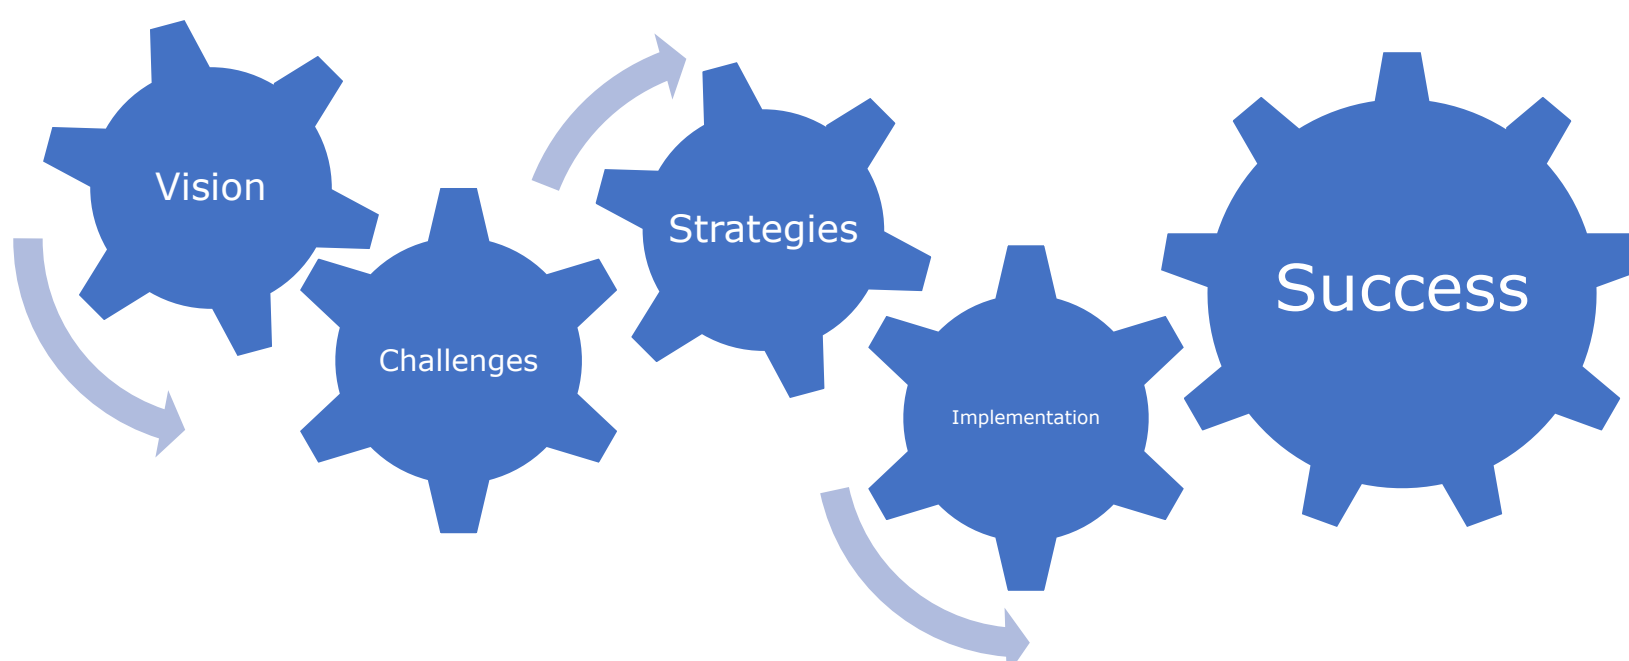 Vision
Challenges
Strategies
Implementation
Success